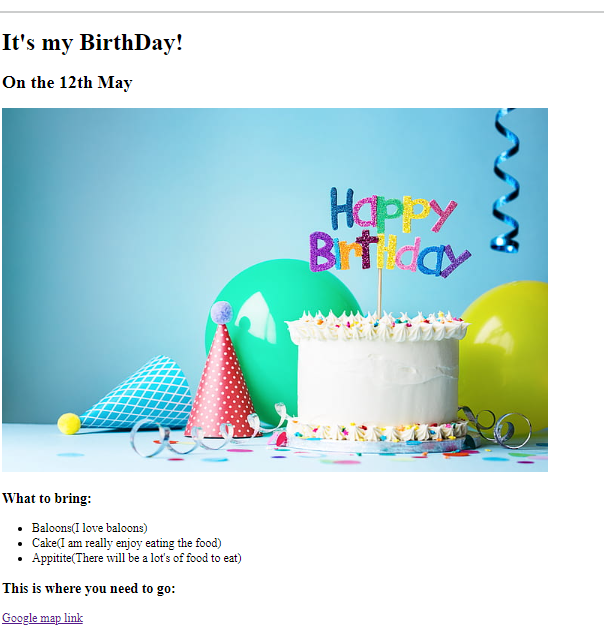 It's my BirthDay!
On the 12th May
Happy
BirtHday
What to bring:
Baloons(I love baloons)
Cake(I am really enjoy eating the food)
Appitite(There will be a lot's of food to eat)
This is where you need to go:
Google map link